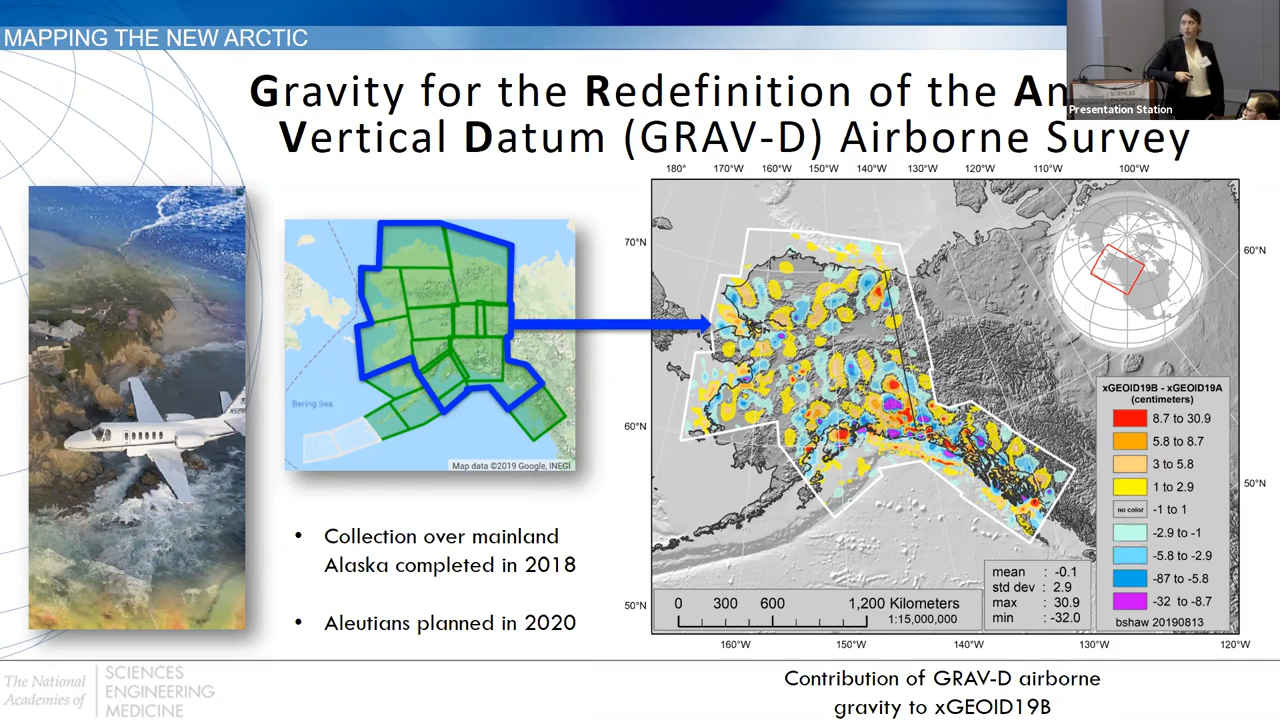 MAPPING THE NEW ARCTIC
Gravity for the Redefinition of the
Vertical Datum (GRAV-D) Airborne Survey
SCIENCES
ENGINEERING
Presentation Station
180° 170°W 160°W 150°W 140°W 130°W 120°W 110°W 100°W
70°N
60°N
60°N
50°N
50°N
Bering Sea
Map data ©2019 Google, INEGI
• Collection over mainland
Alaska completed in 2018
• Aleutians planned in 2020
xGEOID19B - xGEOID19A
(centimeters)
8.7 to 30.9
5.8 to 8.7
3 to 5.8
1 to 2.9
no color -1 to 1
-2.9 to -1
-5.8 to -2.9
-87 to -5.8
-32 to -8.7
bshaw 20190813
mean : -0.1
std dev : 2.9
max : 30.9
min : -32.0
0 300 600 1,200 Kilometers
1:15,000,000
160°W 150°W 140°W 130°W 120°W
The National
Academies of
SCIENCES
ENGINEERING
MEDICINE
Contribution of GRAV-D airborne
gravity to xGEOID19B